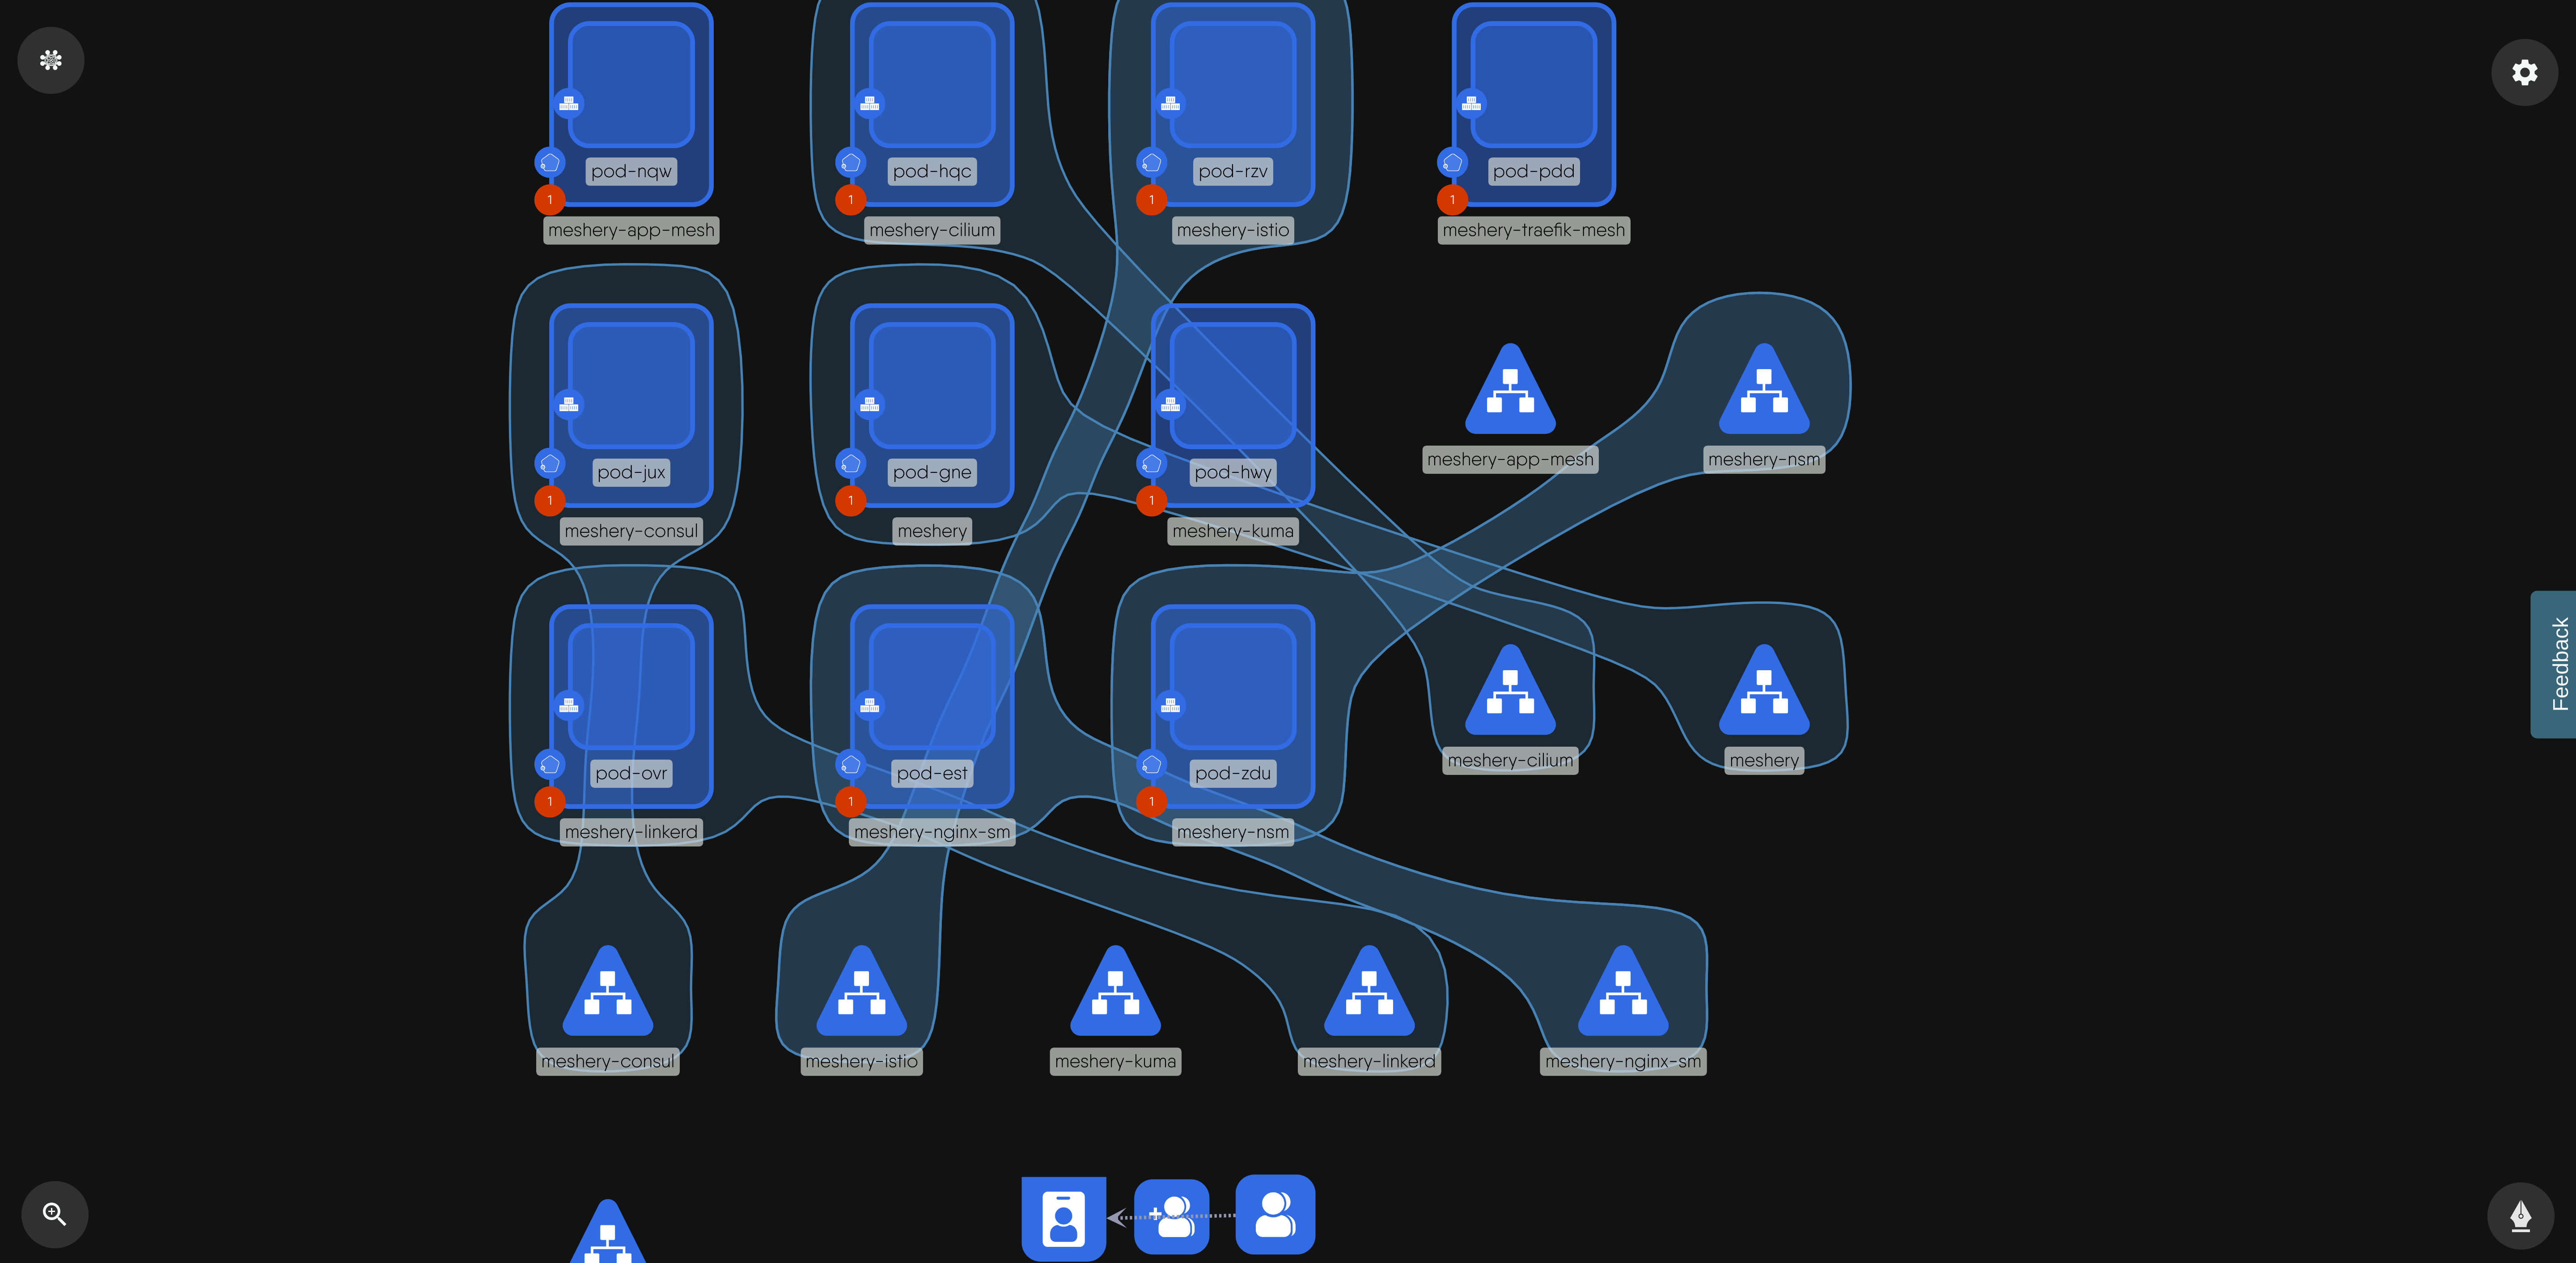 pod-nqw
pod-hqc
pod-rzv
pod-pdd
1
1
1
1
meshery-app-mesh
meshery-cilium
meshery-istio
meshery-traefik-mesh
pod-jux
pod-gne
pod-hwy
meshery-app-mesh
meshery-nsm
1
1
1
meshery-consul
meshery
meshery-kuma
Feedback
pod-ovr
pod-est
pod-zdu
meshery-cilium
meshery
1
1
1
meshery-linkerd
meshery-nginx-sm
meshery-nsm
meshery-consul
meshery-istio
meshery-kuma
meshery-linkerd
meshery-nginx-sm